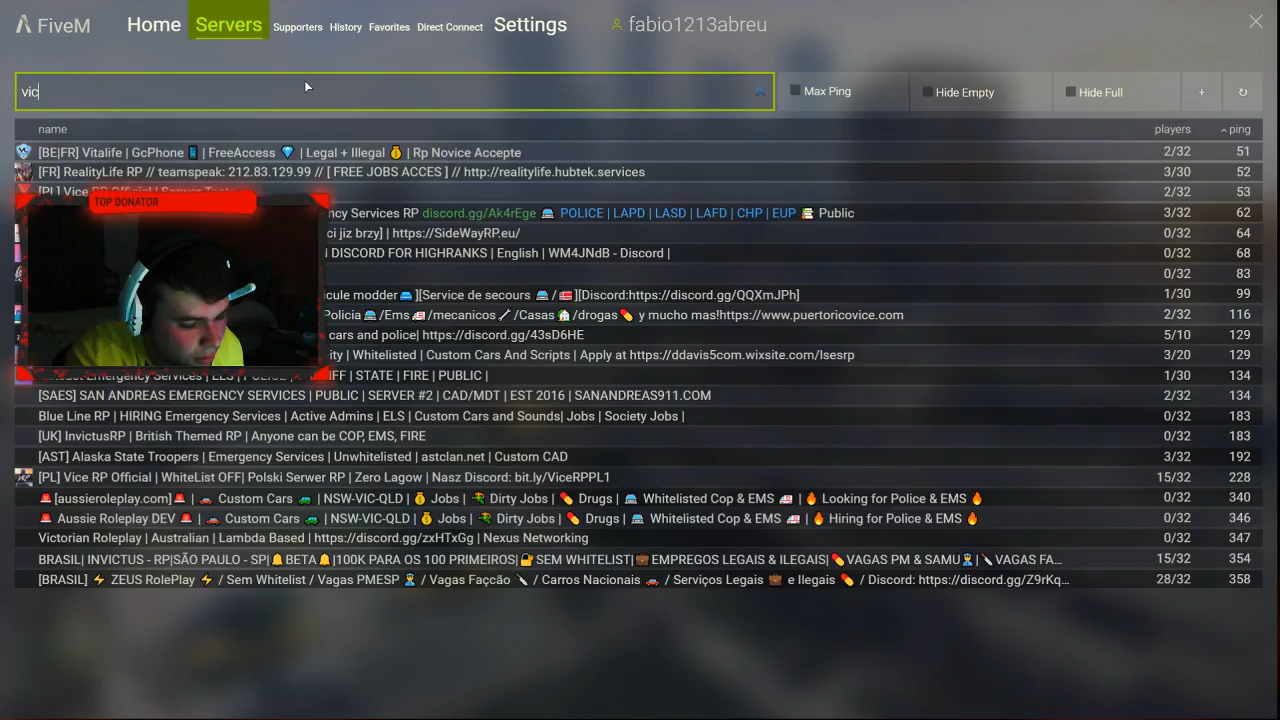 FiveM Home Servers Supporters History Favorites Direct Connect Settings fabio1213abreu
vic Max Ping Hide Empty Hide Full +
name players ping
[BE|FR] Vitalife | GcPhone 📱 | FreeAccess 💎 | Legal + Illegal 💰 | Rp Novice Accepte 2/32 51
[FR] RealityLife RP // teamspeak: 212.83.129.99 // [ FREE JOBS ACCES ] // http://realitylife.hubtek.services 3/30 52
[PL] Vice RP Official | Server 2/32 53
TOP DONATOR
ncy Services RP discord.gg/Ak4rEge 🚔 POLICE | LAPD | LASD | LAFD | CHP | EUP 📚 Public 3/32 62
ci jiz brzy] | https://SideWayRP.eu/ 0/32 64
DISCORD FOR HIGHRANKS | English | WM4JNdB - Discord | 0/32 68
0/32 83
icule modder🚘][Service de secours 🚔/🚒][Discord:https://discord.gg/QQXmJPh] 1/30 99
Policia🚔/Ems🚑/mecanicos🔧/Casas🏠/drogas💊 y mucho mas!https://www.puertoricovice.com 2/32 116
cars and police| https://discord.gg/43sD6HE 5/10 129
ity | Whitelisted | Custom Cars And Scripts | Apply at https://ddavis5com.wixsite.com/lsesrp 3/20 129
Emergency Services | ELS | POLICE | SHERIFF | STATE | FIRE | PUBLIC | 1/30 134
[SAES] SAN ANDREAS EMERGENCY SERVICES | PUBLIC | SERVER #2 | CAD/MDT | EST 2016 | SANANDREAS911.COM 2/32 134
Blue Line RP | HIRING Emergency Services | Active Admins | ELS | Custom Cars and Sounds| Jobs | Society Jobs | 0/32 183
[UK] InvictusRP | British Themed RP | Anyone can be COP, EMS, FIRE 0/32 183
[AST] Alaska State Troopers | Emergency Services | Unwhitelisted | astclan.net | Custom CAD 3/32 192
[PL] Vice RP Official | WhiteList OFF| Polski Serwer RP | Zero Lagow | Nasz Discord: bit.ly/ViceRPPL1 15/32 228
🚨[aussieroleplay.com]🚨 | 🚗 Custom Cars 🚙 | NSW-VIC-QLD | 💰 Jobs | 🔫 Dirty Jobs | 💊 Drugs | 🚔 Whitelisted Cop & EMS 🚑 | 🔥 Looking for Police & EMS 🔥 0/32 340
🚨 Aussie Roleplay DEV 🚨 | 🚗 Custom Cars 🚙 | NSW-VIC-QLD | 💰 Jobs | 🔫 Dirty Jobs | 💊 Drugs | 🚔 Whitelisted Cop & EMS 🚑 | 🔥 Hiring for Police & EMS 🔥 0/32 346
Victorian Roleplay | Australian | Lambda Based | https://discord.gg/zxHTxGg | Nexus Networking 0/32 347
BRASIL| INVICTUS - RP|SÃO PAULO - SP|🔔BETA🔔|100K PARA OS 100 PRIMEIROS|🔐SEM WHITELIST|💼EMPREGOS LEGAIS & ILEGAIS|💊VAGAS PM & SAMU👮|🔪VAGAS FA... 15/32 354
[BRASIL] ⚡ ZEUS RolePlay ⚡ / Sem Whitelist / Vagas PMESP 👮 / Vagas Facção 🔪 / Carros Nacionais 🚗 / Serviços Legais 💼 e Ilegais 💊 / Discord: https://discord.gg/Z9rKq... 28/32 358